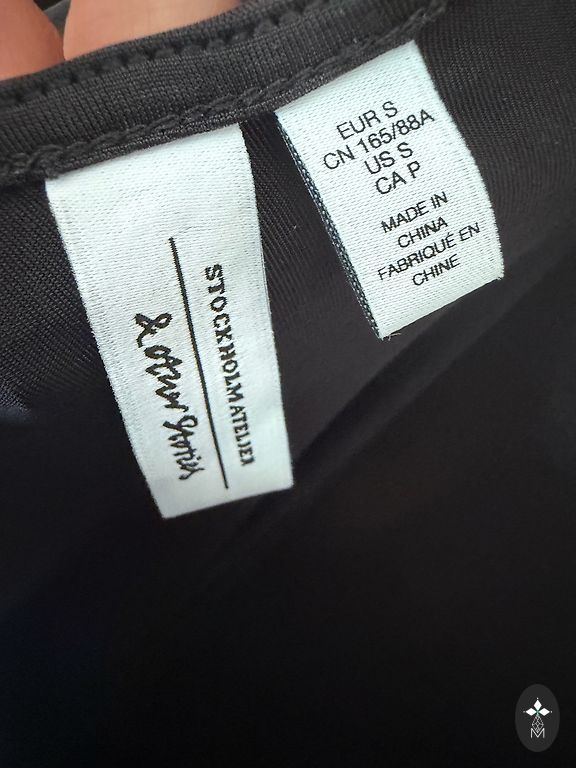 STOCKHOLM ATELIER
& other Stories
EUR S
CN 165/88A
US S
CA P
MADE IN
CHINA
FABRIQUÉ EN
CHINE
M